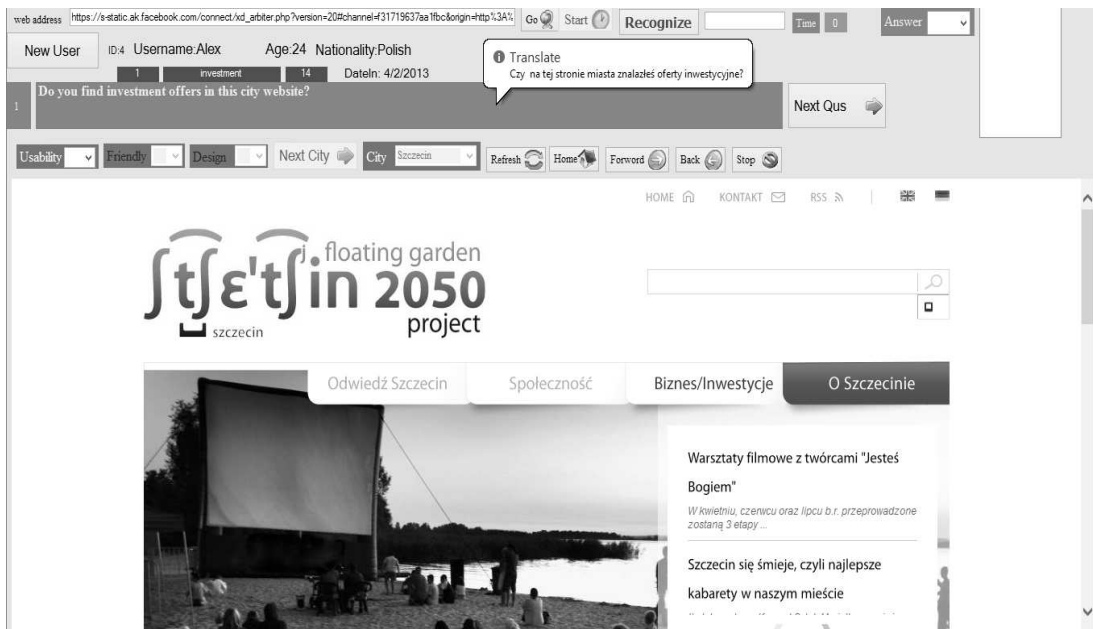 web address https://s-static.ak.facebook.com/connect/xd_arbiter.php?version=20#channel=f31719637aa1fbc&origin=http%3A% Go Start Recognize Time 0 Answer
New User ID:4 Username:Alex Age:24 Nationality:Polish
1 investment 14 DateIn: 4/2/2013
Translate
Czy na tej stronie miasta znalazłeś oferty inwestycyjne?
1 Do you find investment offers in this city website?
Next Qus
Usability Friendly Design Next City City Szczecin Refresh Home Forword Back Stop
HOME KONTAKT RSS
ʃtʃɛ'tʃin
floating garden
2050
project
szczecin
Odwiedź Szczecin Społeczność Biznes/Inwestycje O Szczecinie
Warsztaty filmowe z twórcami "Jesteś
Bogiem"
W kwietniu, czerwcu oraz lipcu b.r. przeprowadzone
zostaną 3 etapy ...
Szczecin się śmieje, czyli najlepsze
kabarety w naszym mieście